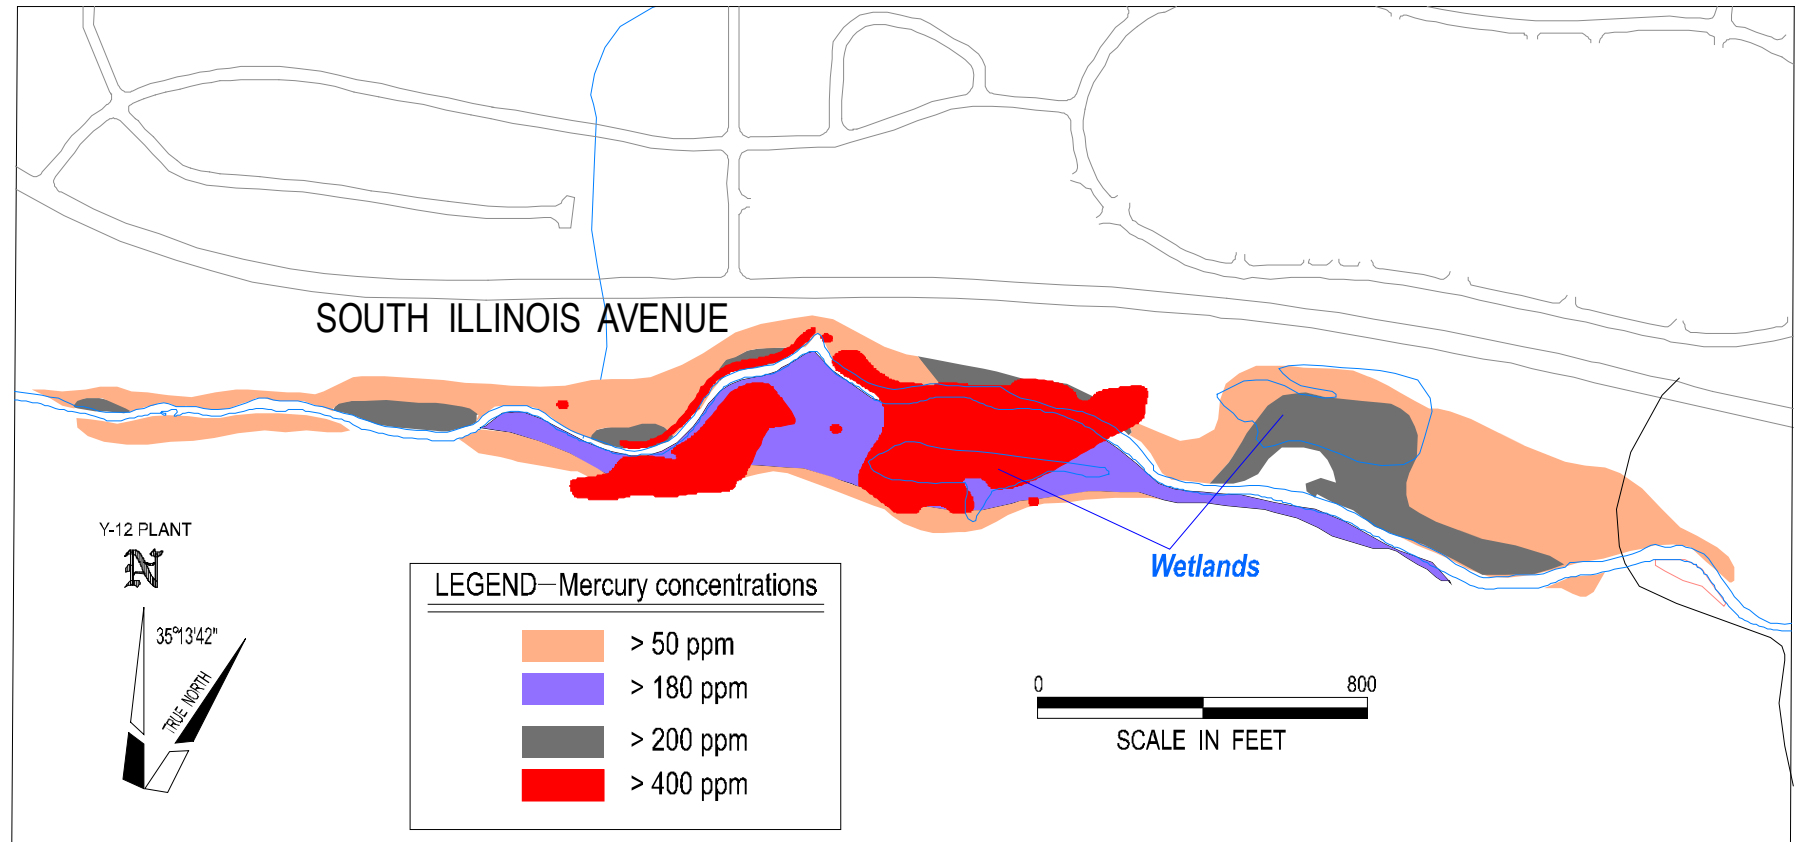 SOUTH ILLINOIS AVENUE
Y-12 PLANT
N
35°13'42"
TRUE NORTH
LEGEND—Mercury concentrations
> 50 ppm
> 180 ppm
> 200 ppm
> 400 ppm
Wetlands
0 800
SCALE IN FEET